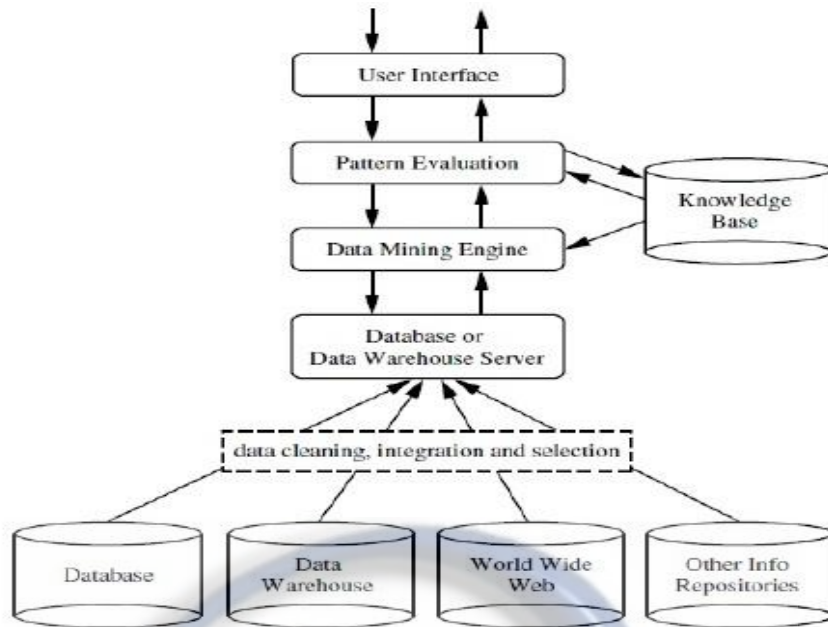 User Interface
Pattern Evaluation
Knowledge
Base
Data Mining Engine
Database or
Data Warehouse Server
data cleaning, integration and selection
Database
Data
Warehouse
World Wide
Web
Other Info
Repositories